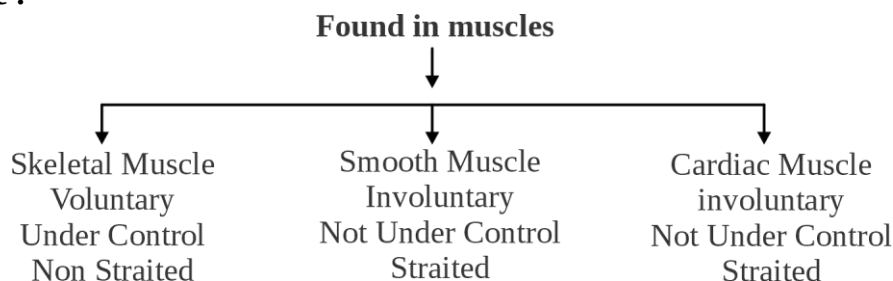 Found in muscles
Skeletal Muscle
Voluntary
Under Control
Non Straited
Smooth Muscle
Involuntary
Not Under Control
Straited
Cardiac Muscle
involuntary
Not Under Control
Straited